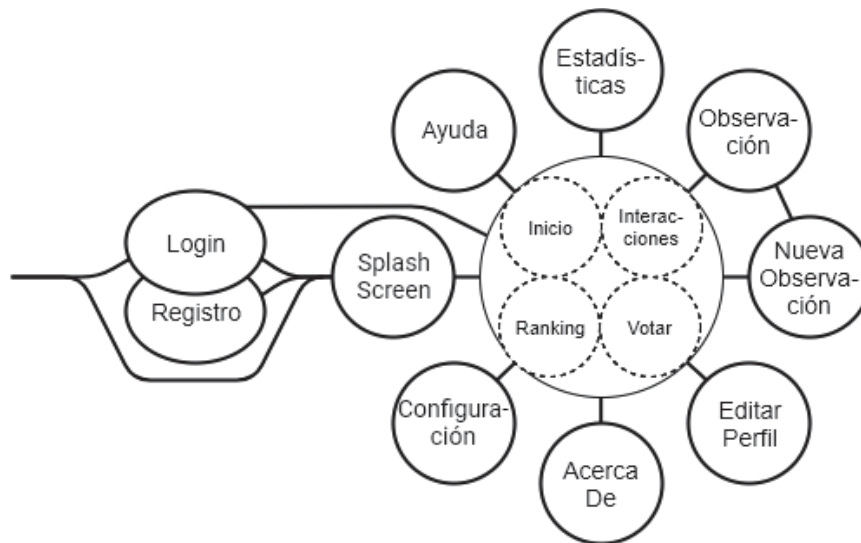 Estadís-
ticas
Ayuda
Observa-
ción
Inicio
Interac-
ciones
Login
Splash
Screen
Nueva
Observa-
ción
Registro
Ranking
Votar
Configura-
ción
Editar
Perfil
Acerca
De